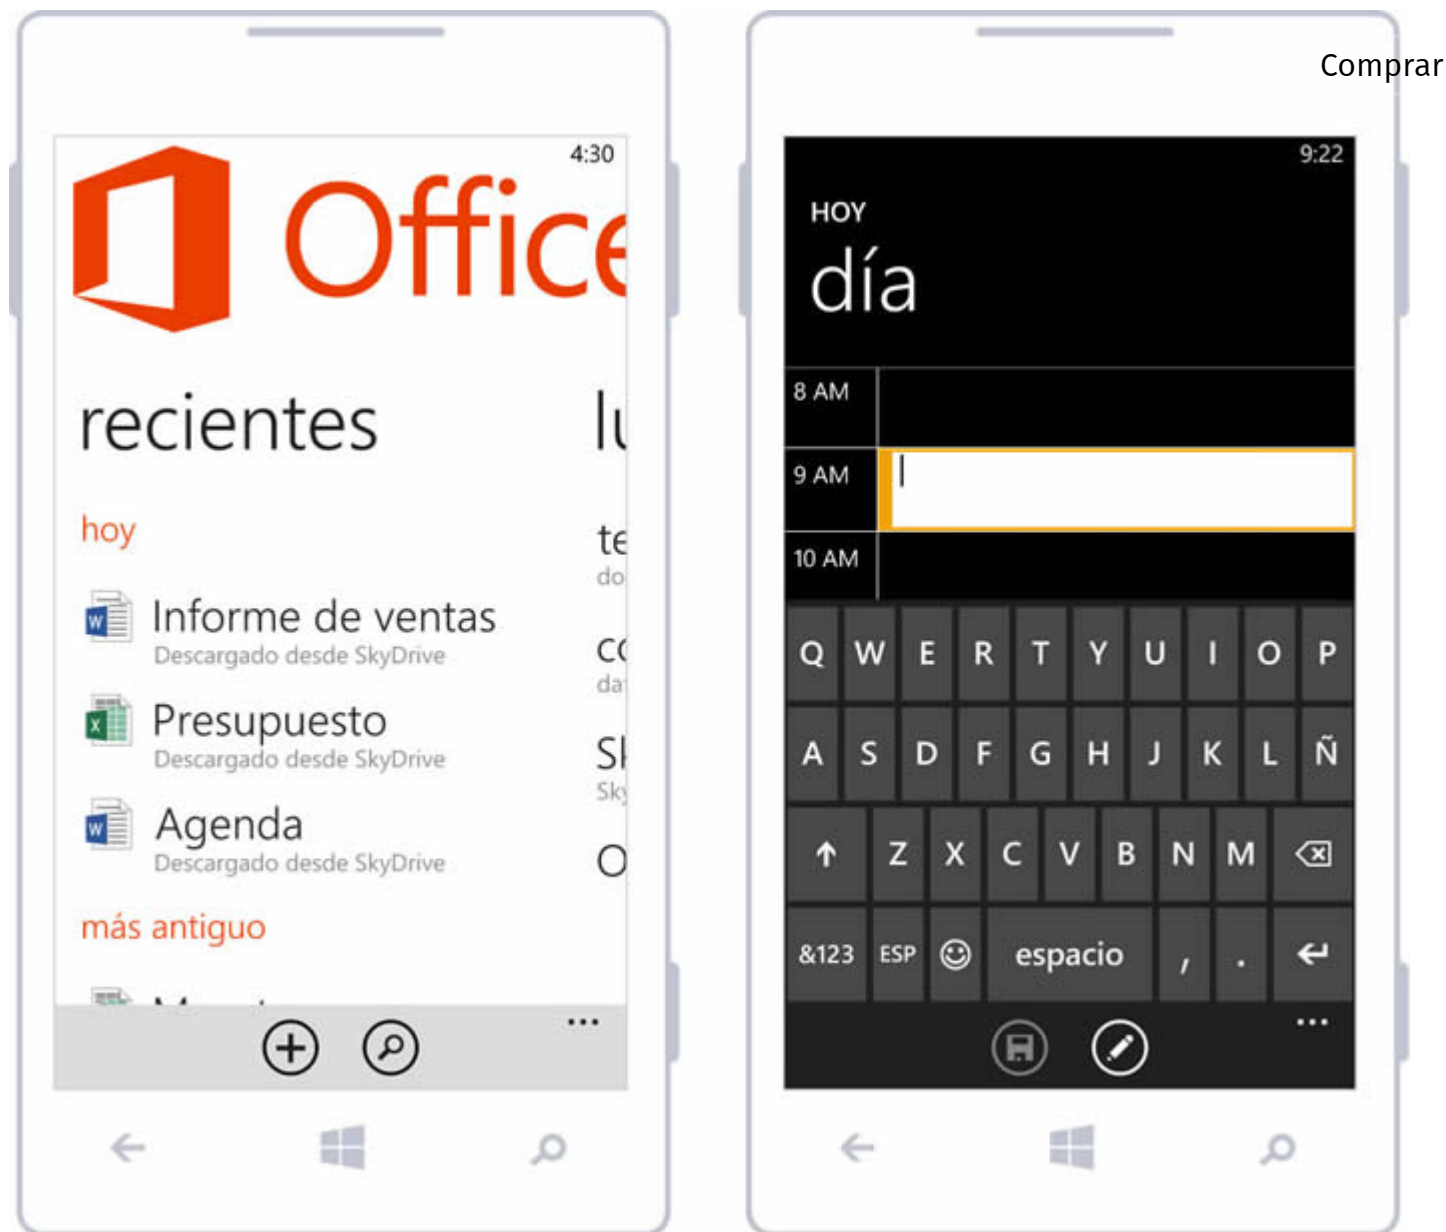 4:30
Office
recientes
hoy
Informe de ventas
Descargado desde SkyDrive
Presupuesto
Descargado desde SkyDrive
Agenda
Descargado desde SkyDrive
más antiguo
Comprar
9:22
HOY
día
8 AM
9 AM
10 AM
Q W E R T Y U I O P
A S D F G H J K L Ñ
Z X C V B N M
&123 ESP espacio , .